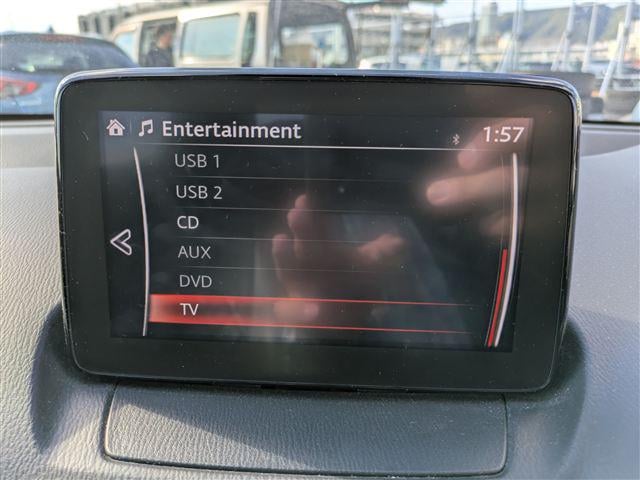 Entertainment 1:57
USB 1
USB 2
CD
AUX
DVD
TV